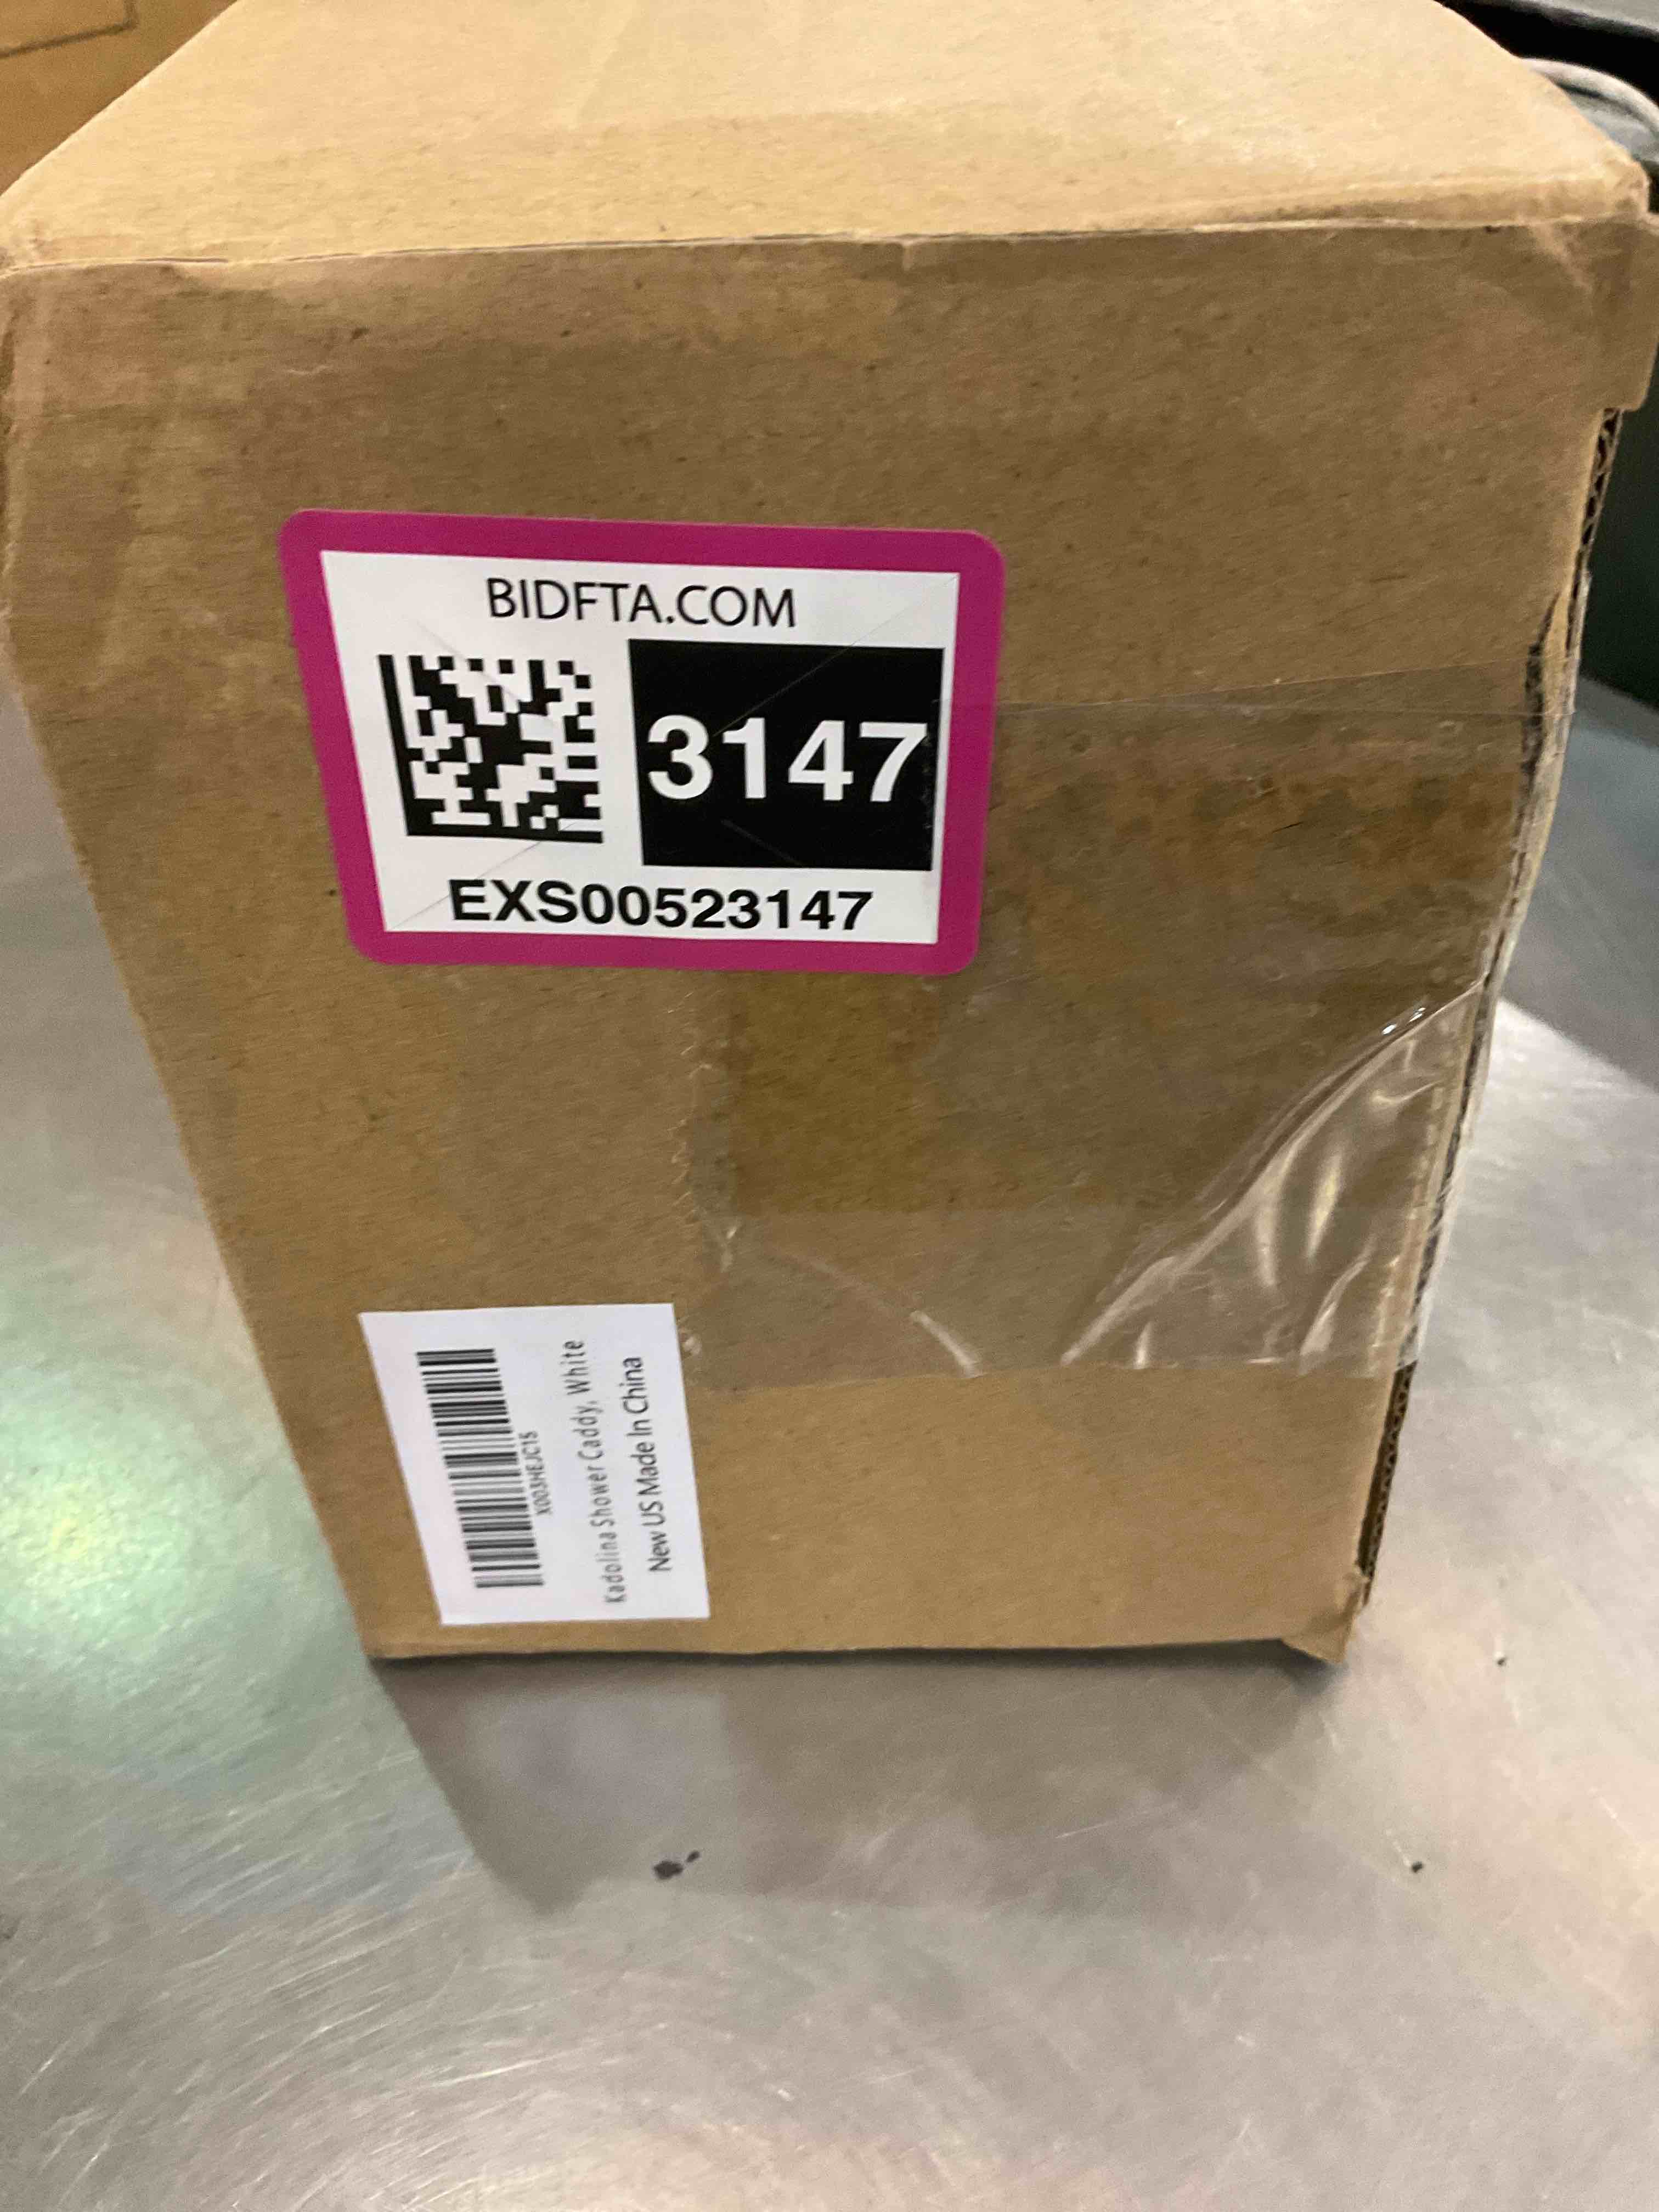 BIDFTA.COM
3147
EXS00523147
X003HEJC15
Kadolina Shower Caddy, White
New US Made In China